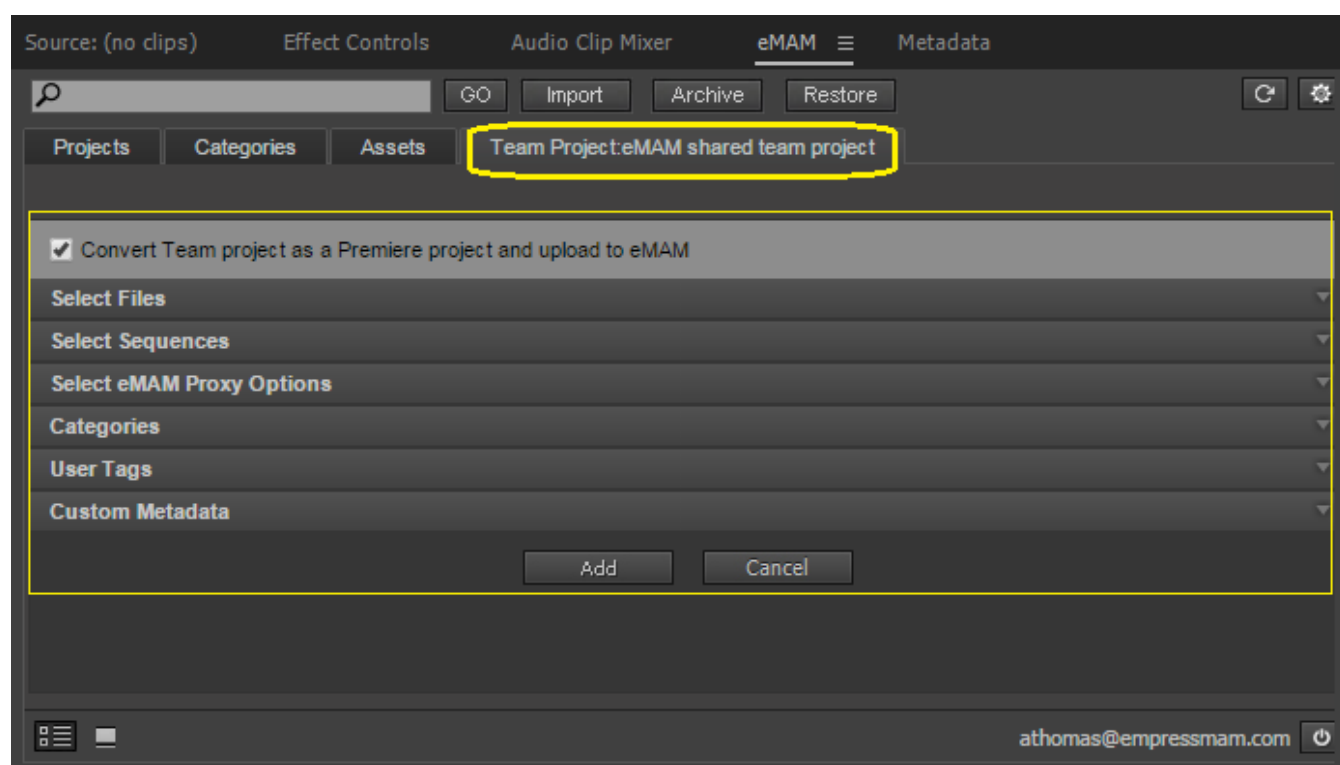 Source: (no clips) Effect Controls Audio Clip Mixer eMAM Metadata
GO Import Archive Restore
Projects Categories Assets Team Project:eMAM shared team project
Convert Team project as a Premiere project and upload to eMAM
Select Files
Select Sequences
Select eMAM Proxy Options
Categories
User Tags
Custom Metadata
Add Cancel
athomas@empressmam.com